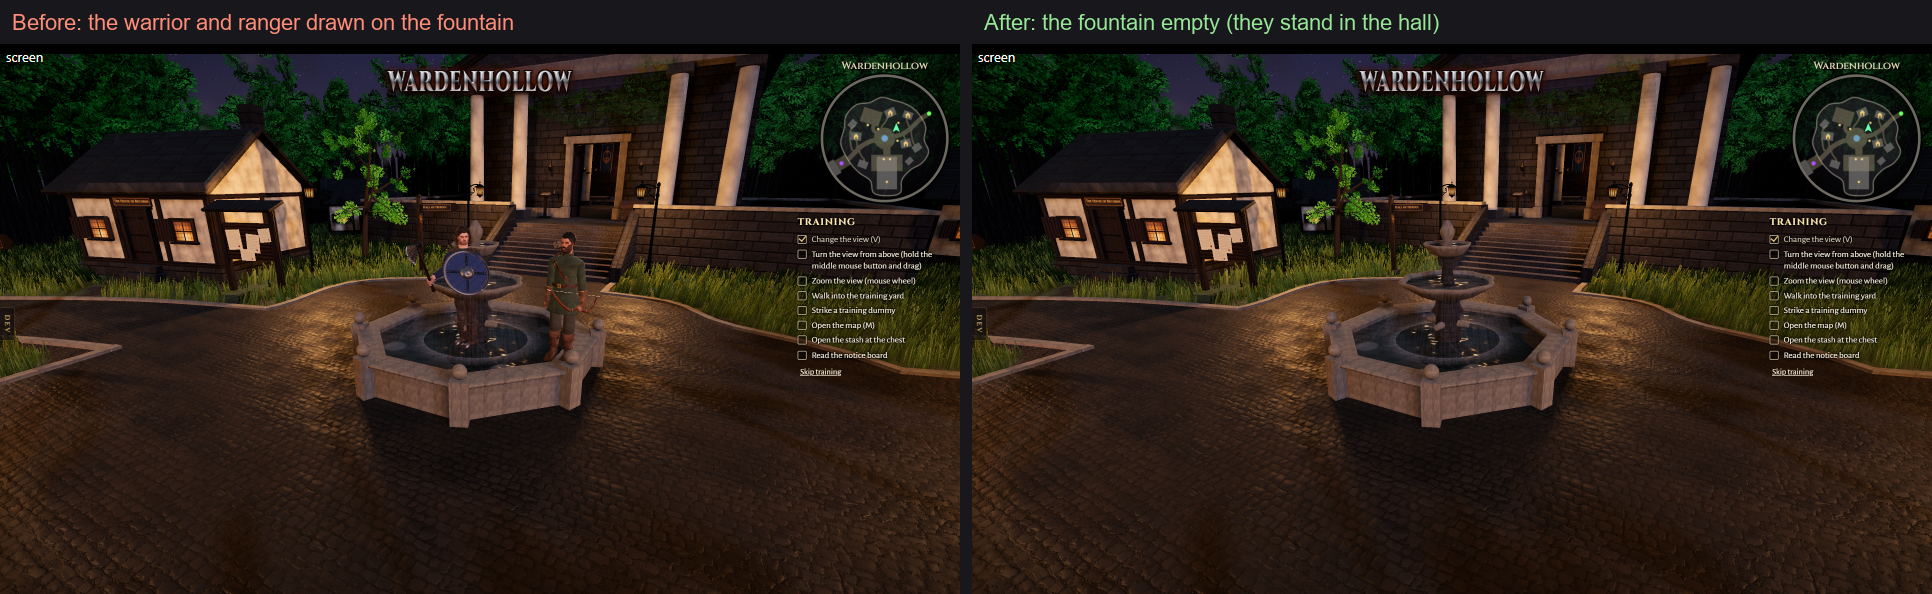 Before: the warrior and ranger drawn on the fountain
screen
WARDENHOLLOW
WARDENHOLLOW
TRAINING
Change the view (V)
Turn the view from above (hold the
middle mouse button and drag)
Zoom the view (mouse wheel)
Walk into the training yard
Strike a training dummy
Open the map (M)
Open the stash at the chest
Read the notice board
Skip training
DEV
After: the fountain empty (they stand in the hall)
screen
WARDENHOLLOW
WARDENHOLLOW
TRAINING
Change the view (V)
Turn the view from above (hold the
middle mouse button and drag)
Zoom the view (mouse wheel)
Walk into the training yard
Strike a training dummy
Open the map (M)
Open the stash at the chest
Read the notice board
Skip training
DEV